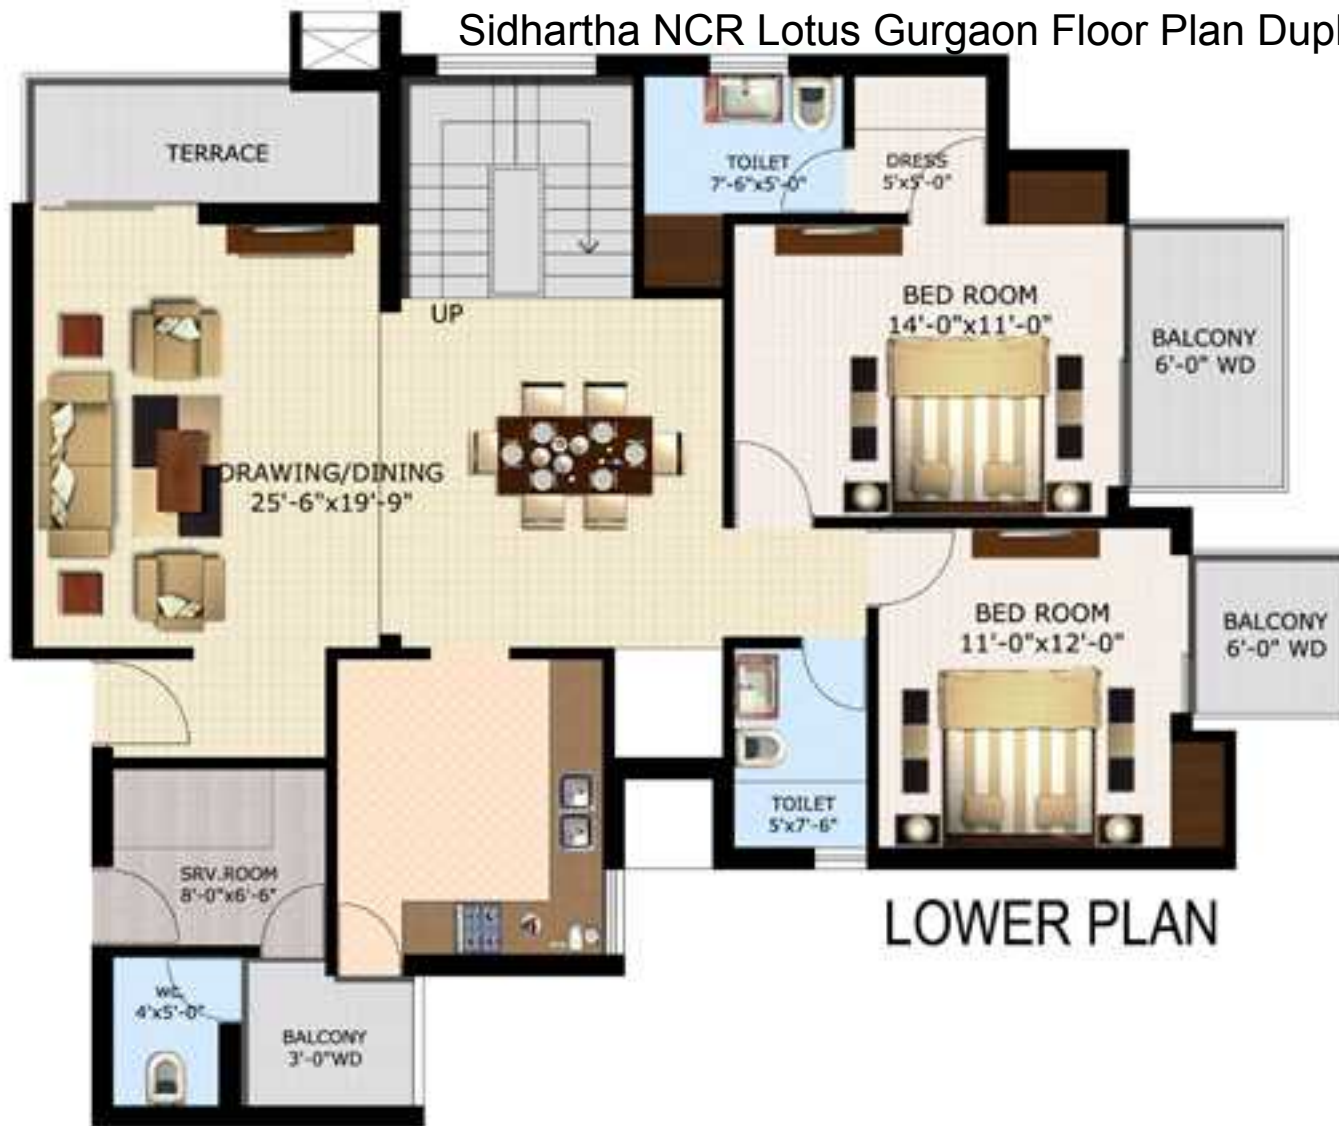 Sidhartha NCR Lotus Gurgaon Floor Plan Dupl
TERRACE
TOILET
7'-6"x5'-0"
DRESS
5'x5'-0"
UP
BED ROOM
14'-0"x11'-0"
BALCONY
6'-0" WD
DRAWING/DINING
25'-6"x19'-9"
BED ROOM
11'-0"x12'-0"
BALCONY
6'-0" WD
TOILET
5'x7'-6"
SRV.ROOM
8'-0"x6'-6"
LOWER PLAN
WC
4'x5'-0"
BALCONY
3'-0"WD